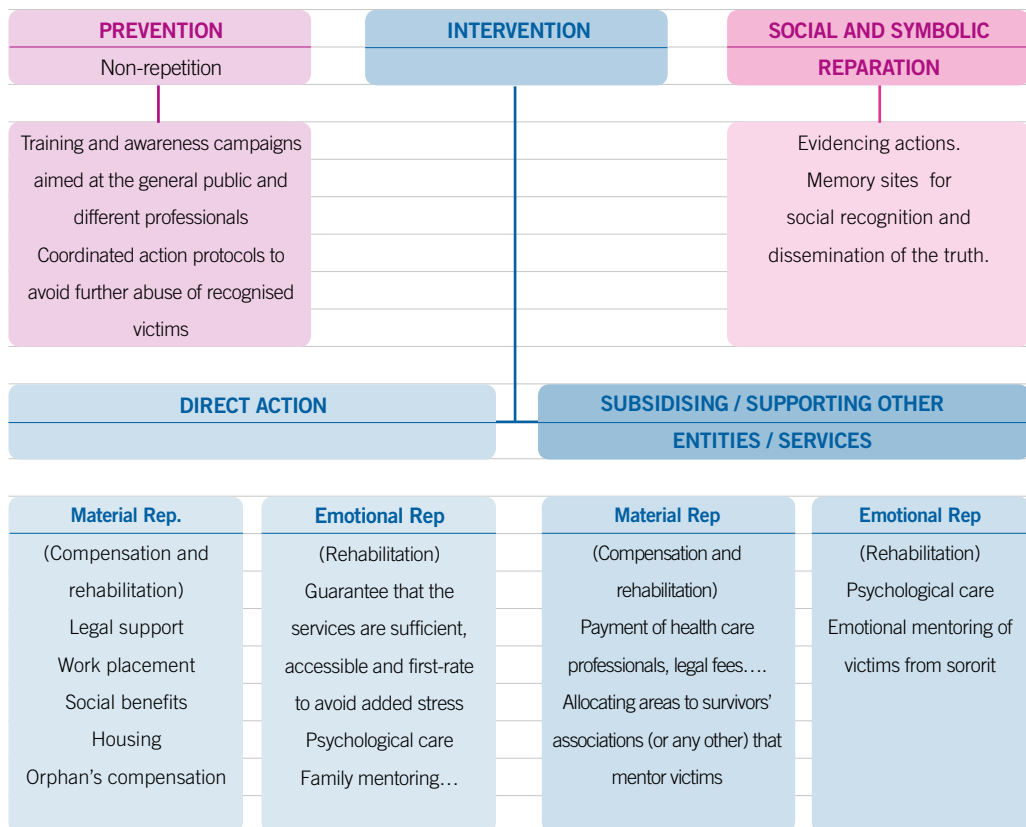 PREVENTION
Non-repetition
Training and awareness campaigns
aimed at the general public and
different professionals
Coordinated action protocols to
avoid further abuse of recognised
victims
INTERVENTION
SOCIAL AND SYMBOLIC
REPARATION
Evidencing actions.
Memory sites for
social recognition and
dissemination of the truth.
DIRECT ACTION
SUBSIDISING / SUPPORTING OTHER
ENTITIES / SERVICES
Material Rep.
(Compensation and
rehabilitation)
Legal support
Work placement
Social benefits
Housing
Orphan’s compensation
Emotional Rep
(Rehabilitation)
Guarantee that the
services are sufficient,
accessible and first-rate
to avoid added stress
Psychological care
Family mentoring…
Material Rep
(Compensation and
rehabilitation)
Payment of health care
professionals, legal fees….
Allocating areas to survivors’
associations (or any other) that
mentor victims
Emotional Rep
(Rehabilitation)
Psychological care
Emotional mentoring of
victims from sororit